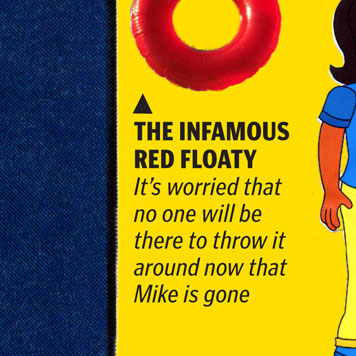 THE INFAMOUS
RED FLOATY
It's worried that
no one will be
there to throw it
around now that
Mike is gone